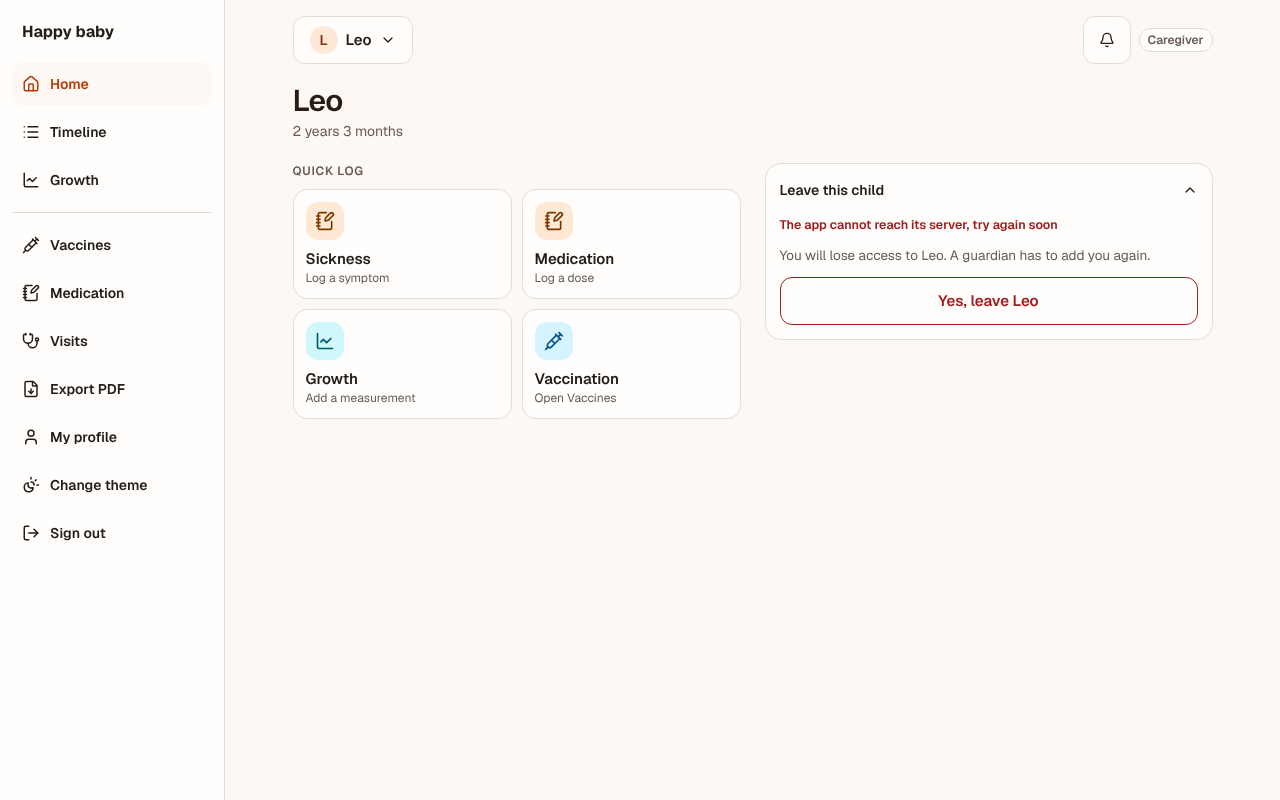 Happy baby
Home
Timeline
Growth
Vaccines
Medication
Visits
Export PDF
My profile
Change theme
Sign out
L Leo
Caregiver
Leo
2 years 3 months
QUICK LOG
Sickness
Log a symptom
Medication
Log a dose
Growth
Add a measurement
Vaccination
Open Vaccines
Leave this child
The app cannot reach its server, try again soon
You will lose access to Leo. A guardian has to add you again.
Yes, leave Leo